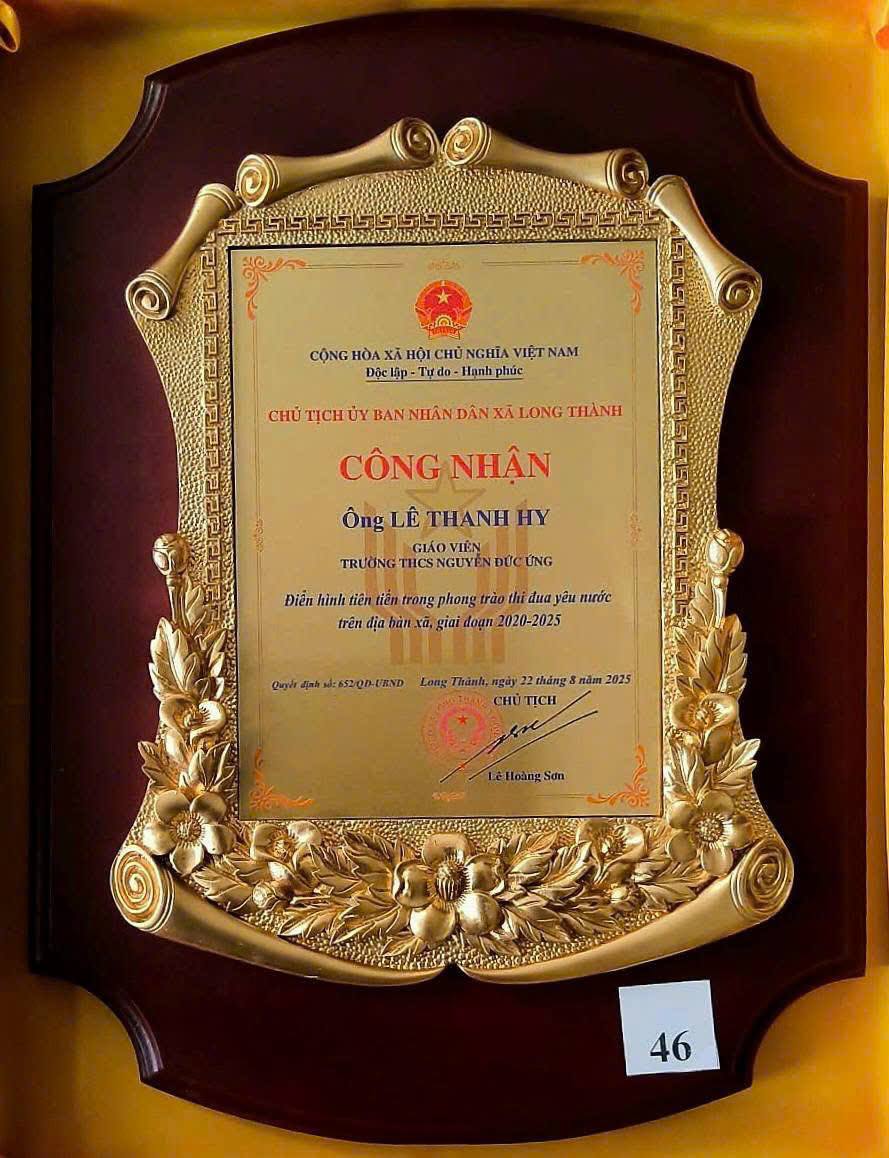 CỘNG HÒA XÃ HỘI CHỦ NGHĨA VIỆT NAM
Độc lập - Tự do - Hạnh phúc
CHỦ TỊCH ỦY BAN NHÂN DÂN XÃ LONG THÀNH
CÔNG NHẬN
Ông LÊ THANH HY
GIÁO VIÊN
TRƯỜNG THCS NGUYỄN ĐỨC ỨNG
Điển hình tiên tiến trong phong trào thi đua yêu nước
trên địa bàn xã, giai đoạn 2020-2025
Quyết định số: 652/QĐ-UBND
Long Thành, ngày 22 tháng 8 năm 2025
CHỦ TỊCH
Lê Hoàng Sơn
46